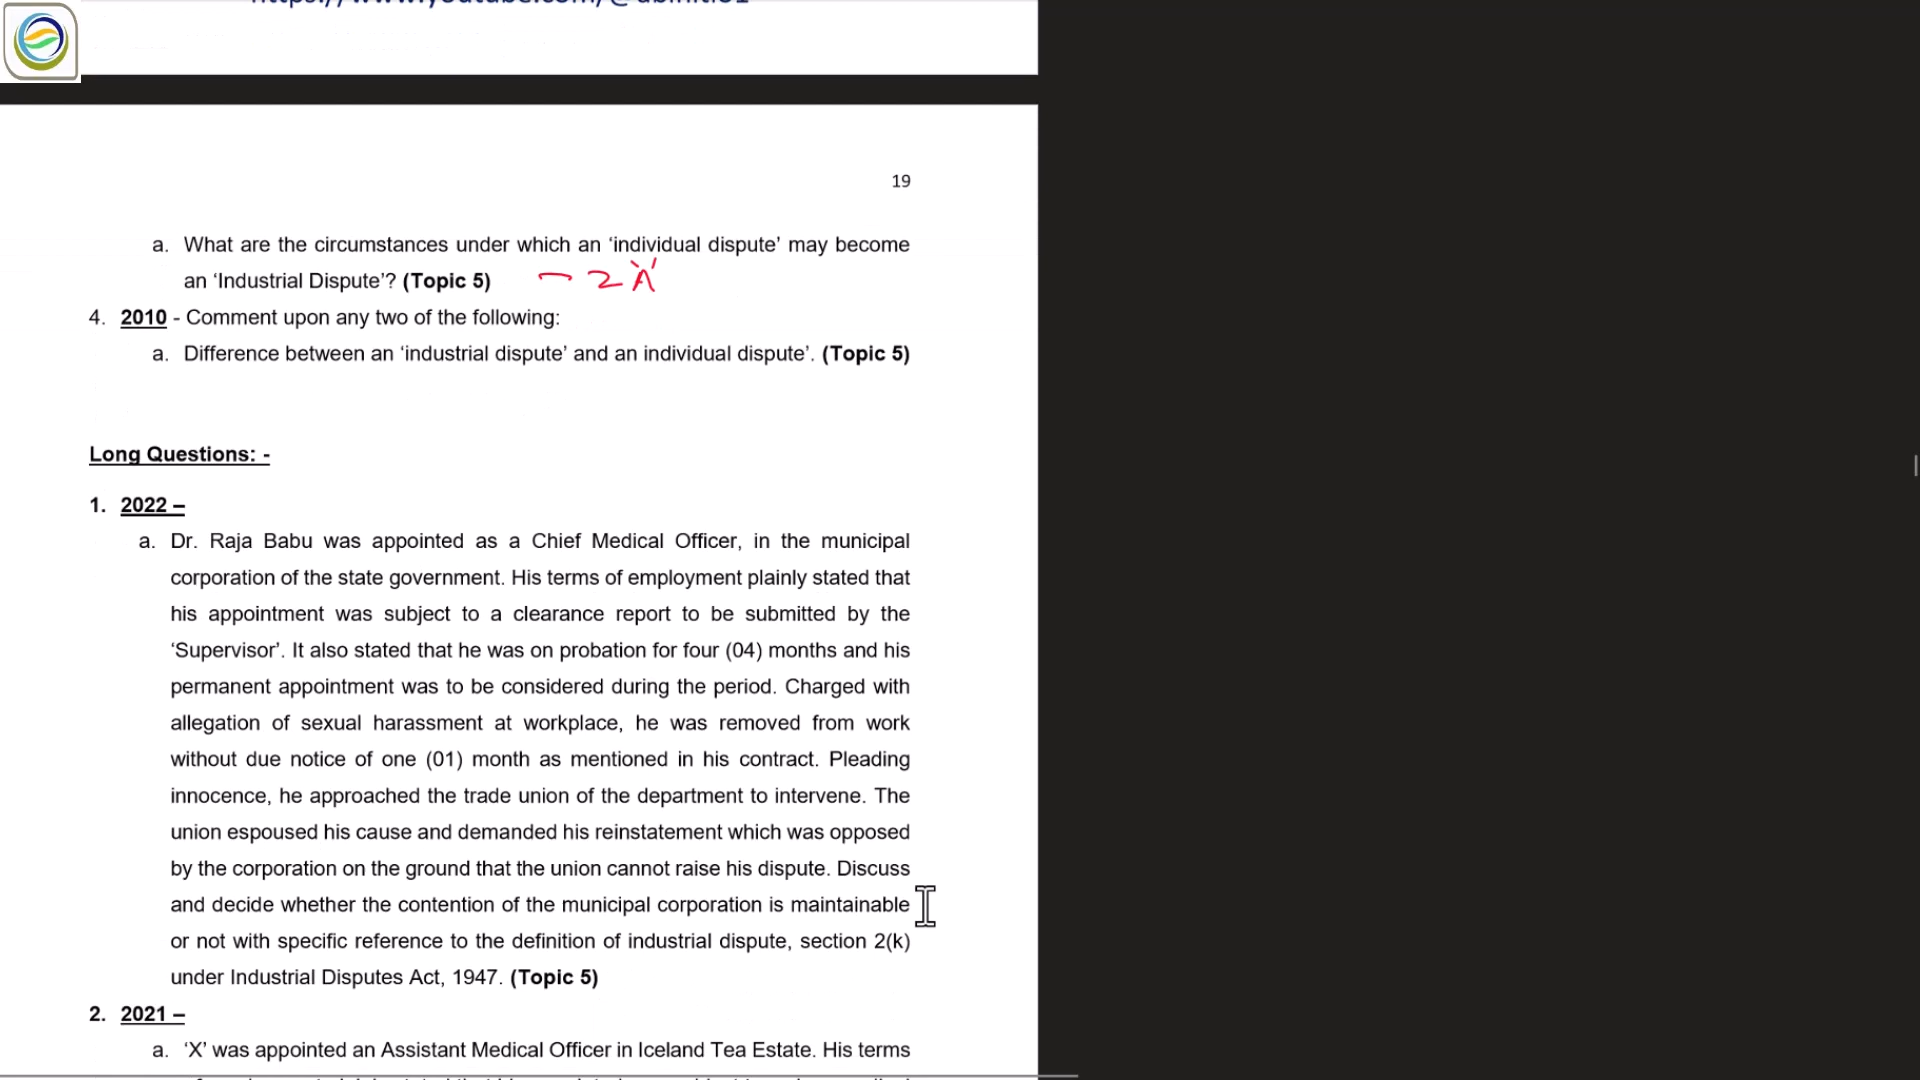 19
a. What are the circumstances under which an ‘individual dispute’ may become
an ‘Industrial Dispute’? (Topic 5)
4. 2010 - Comment upon any two of the following:
a. Difference between an ‘industrial dispute’ and an individual dispute’. (Topic 5)
Long Questions: -
1. 2022 –
a. Dr. Raja Babu was appointed as a Chief Medical Officer, in the municipal
corporation of the state government. His terms of employment plainly stated that
his appointment was subject to a clearance report to be submitted by the
‘Supervisor’. It also stated that he was on probation for four (04) months and his
permanent appointment was to be considered during the period. Charged with
allegation of sexual harassment at workplace, he was removed from work
without due notice of one (01) month as mentioned in his contract. Pleading
innocence, he approached the trade union of the department to intervene. The
union espoused his cause and demanded his reinstatement which was opposed
by the corporation on the ground that the union cannot raise his dispute. Discuss
and decide whether the contention of the municipal corporation is maintainable
or not with specific reference to the definition of industrial dispute, section 2(k)
under Industrial Disputes Act, 1947. (Topic 5)
2. 2021 –
a. ‘X’ was appointed an Assistant Medical Officer in Iceland Tea Estate. His terms